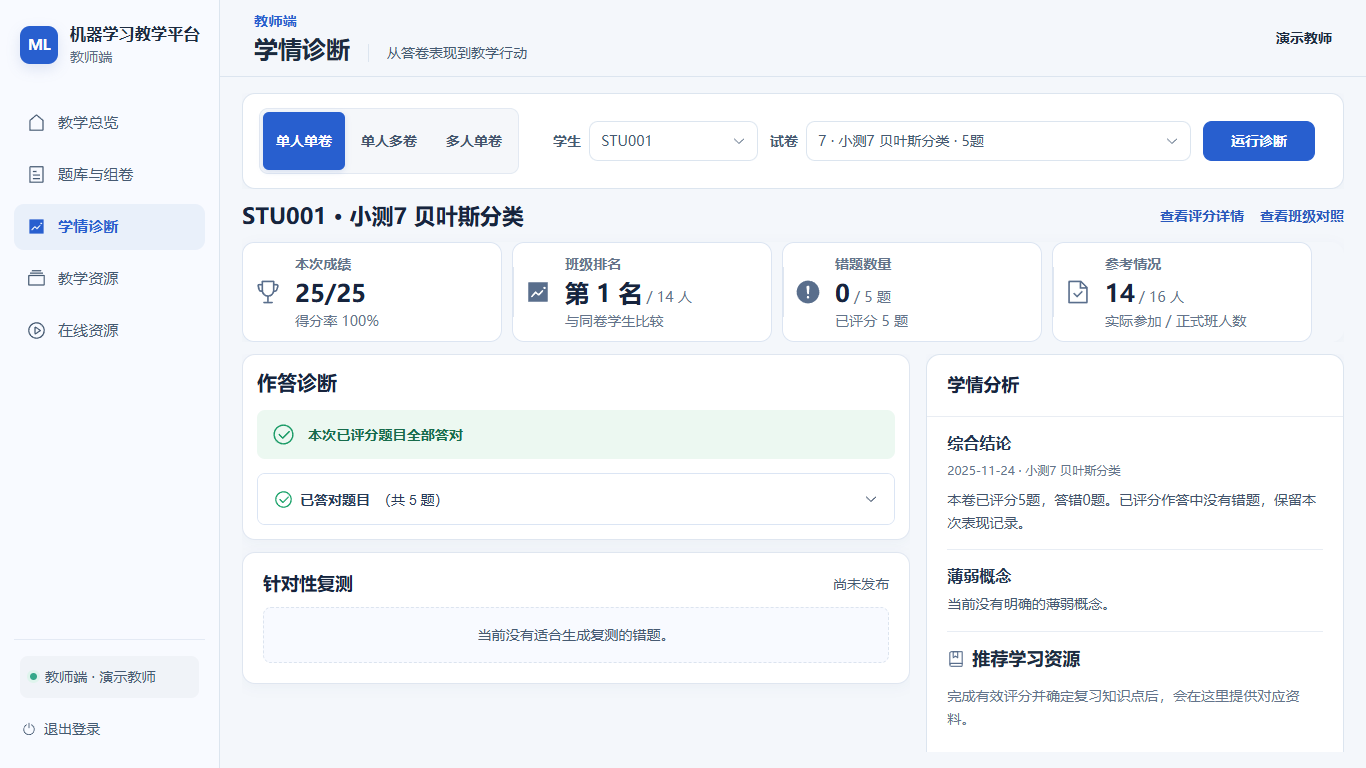 ML
机器学习教学平台
教师端
教学总览
题库与组卷
学情诊断
教学资源
在线资源
教师端 · 演示教师
退出登录
教师端
学情诊断
从答卷表现到教学行动
演示教师
单人单卷
单人多卷
多人单卷
学生
STU001
试卷
7 · 小测7 贝叶斯分类 · 5题
运行诊断
STU001 · 小测7 贝叶斯分类
查看评分详情
查看班级对照
本次成绩
25/25
得分率 100%
班级排名
第 1 名 / 14 人
与同卷学生比较
错题数量
0 / 5 题
已评分 5 题
参考情况
14 / 16 人
实际参加 / 正式班人数
作答诊断
本次已评分题目全部答对
已答对题目 （共 5 题）
针对性复测
尚未发布
当前没有适合生成复测的错题。
学情分析
综合结论
2025-11-24 · 小测7 贝叶斯分类
本卷已评分5题，答错0题。已评分作答中没有错题，保留本
次表现记录。
薄弱概念
当前没有明确的薄弱概念。
推荐学习资源
完成有效评分并确定复习知识点后，会在这里提供对应资
料。